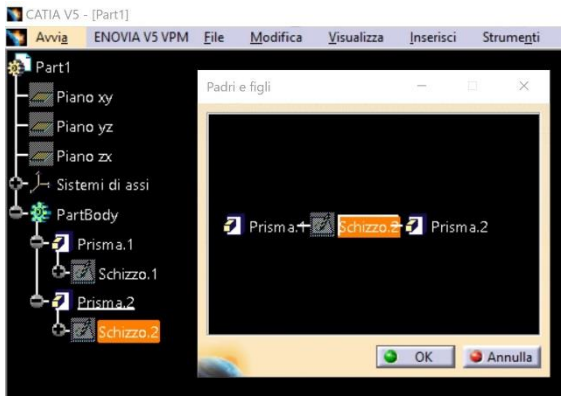 CATIA V5 - [Part1]
Avvia ENOVIA V5 VPM File Modifica Visualizza Inserisci Strumenti
Part1
Piano xy
Piano yz
Piano zx
Sistemi di assi
PartBody
Prisma.1
Schizzo.1
Prisma.2
Schizzo.2
Padri e figli
Prisma.1 Schizzo.2 Prisma.2
OK Annulla